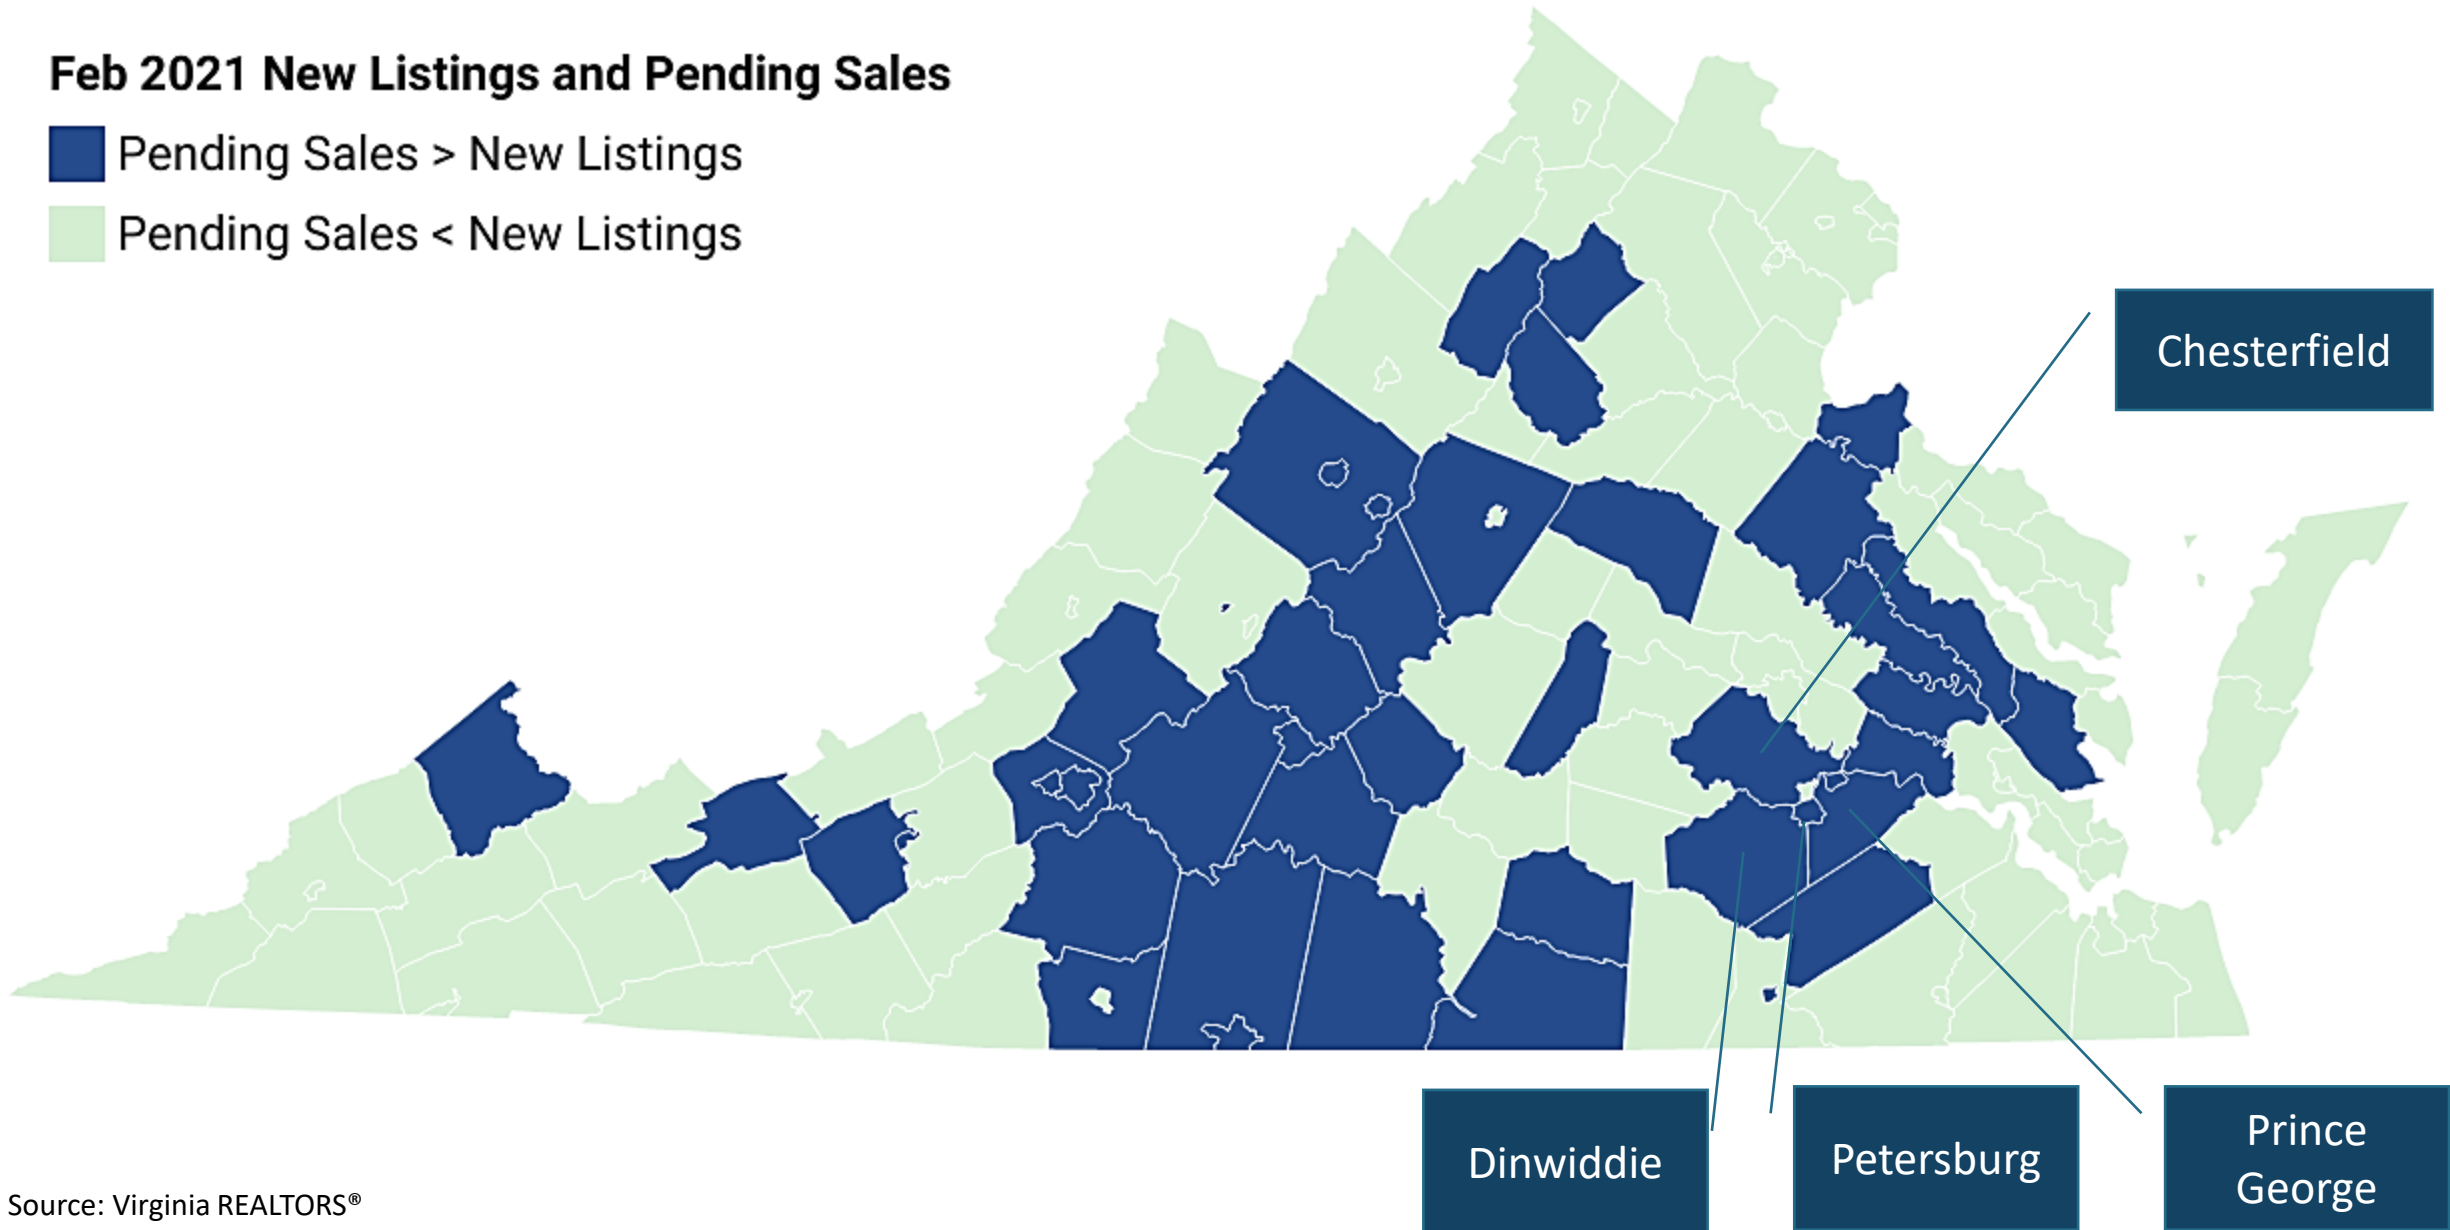 Feb 2021 New Listings and Pending Sales
Pending Sales > New Listings
Pending Sales < New Listings
Chesterfield
Dinwiddie
Petersburg
Prince
George
Source: Virginia REALTORS®